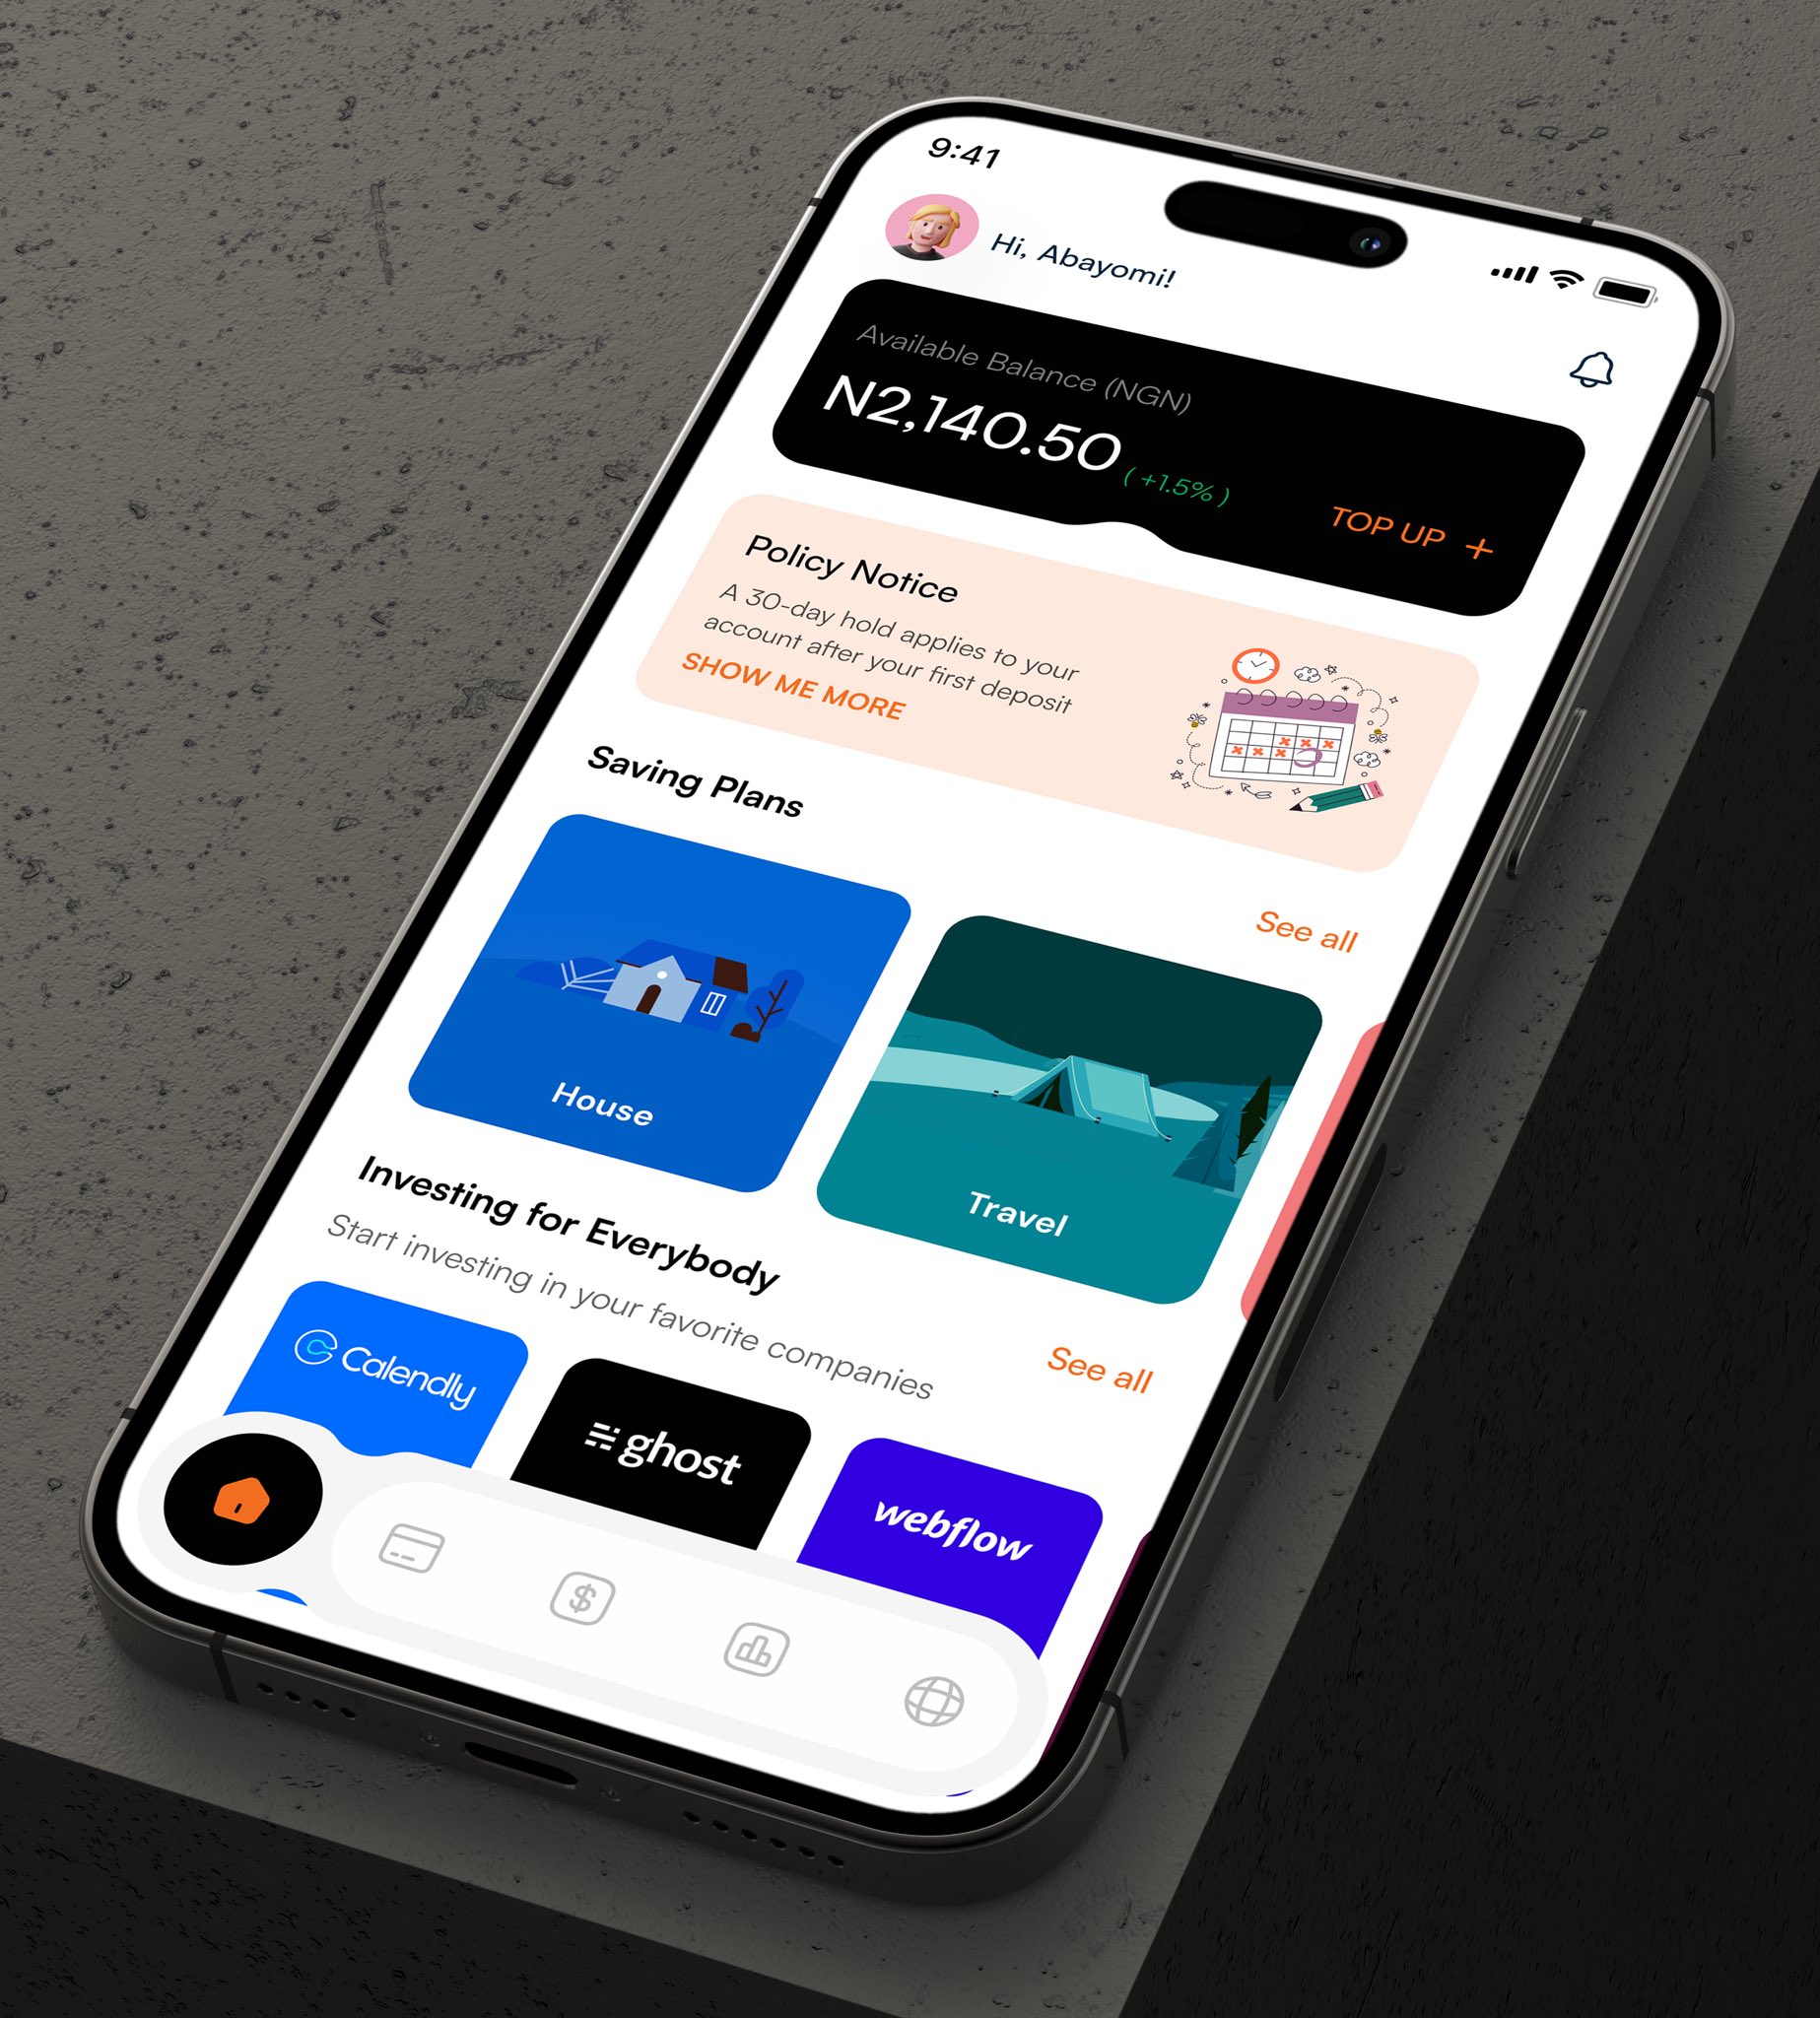 9:41
Hi, Abayomi!
Available Balance (NGN)
N2,140.50 ( +1.5% )
TOP UP +
Policy Notice
A 30-day hold applies to your
account after your first deposit
SHOW ME MORE
Saving Plans
See all
House
Travel
Investing for Everybody
Start investing in your favorite companies
See all
Calendly
ghost
webflow